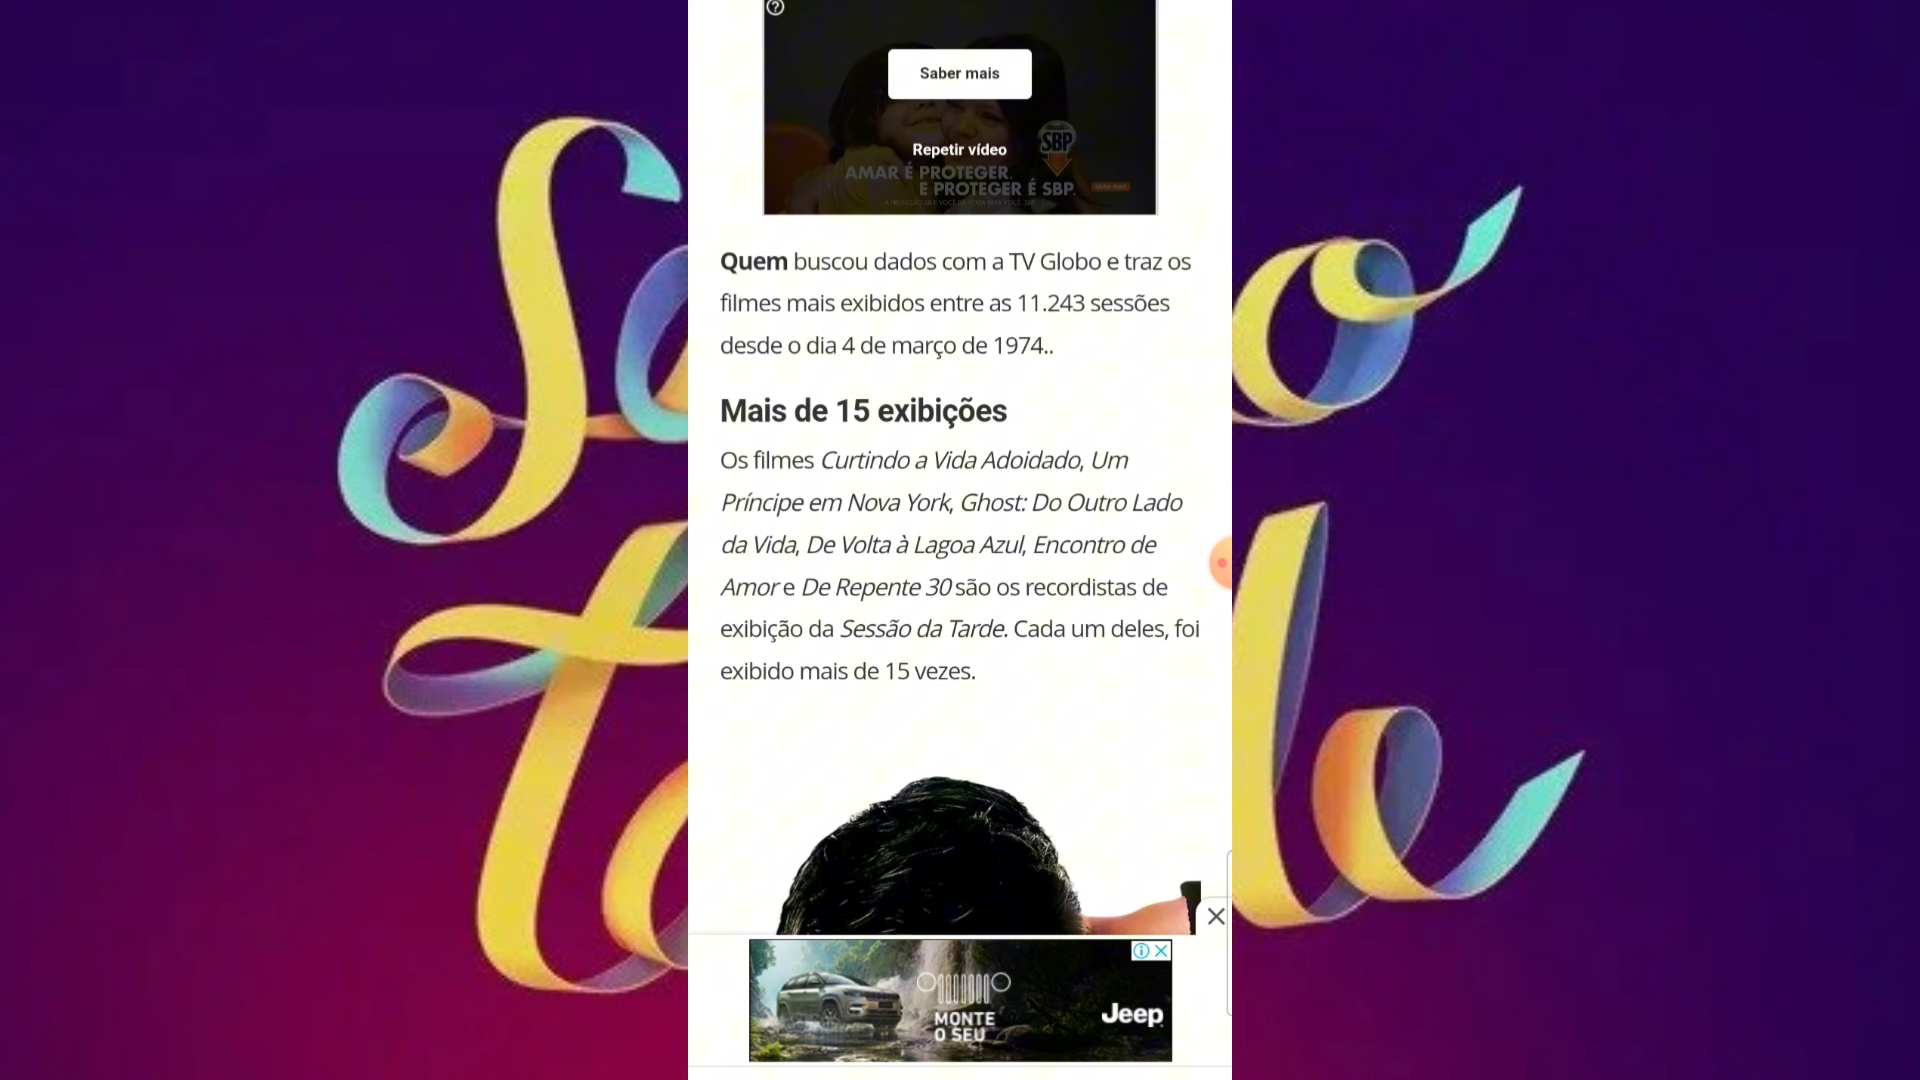 Saber mais
Repetir vídeo
SBP
AMAR É PROTEGER.
E PROTEGER É SBP.
Quem buscou dados com a TV Globo e traz os
filmes mais exibidos entre as 11.243 sessões
desde o dia 4 de março de 1974..
Mais de 15 exibições
Os filmes Curtindo a Vida Adoidado, Um
Príncipe em Nova York, Ghost: Do Outro Lado
da Vida, De Volta à Lagoa Azul, Encontro de
Amor e De Repente 30 são os recordistas de
exibição da Sessão da Tarde. Cada um deles, foi
exibido mais de 15 vezes.
MONTE
O SEU
Jeep